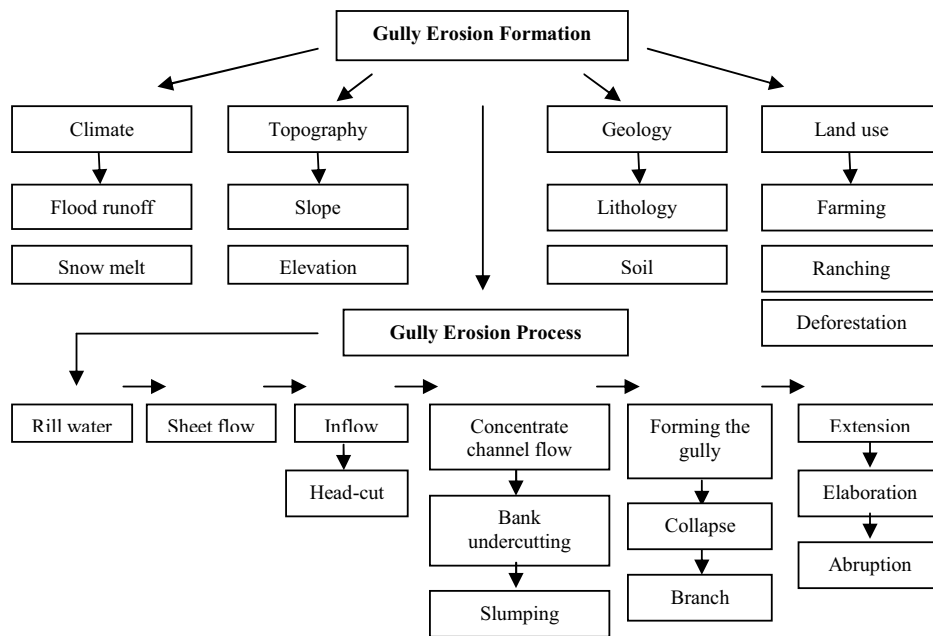 Gully Erosion Formation
Climate
Topography
Geology
Land use
Flood runoff
Slope
Lithology
Farming
Snow melt
Elevation
Soil
Ranching
Deforestation
Gully Erosion Process
Rill water
Sheet flow
Inflow
Concentrate
channel flow
Forming the
gully
Extension
Head-cut
Bank
undercutting
Collapse
Elaboration
Slumping
Branch
Abruption